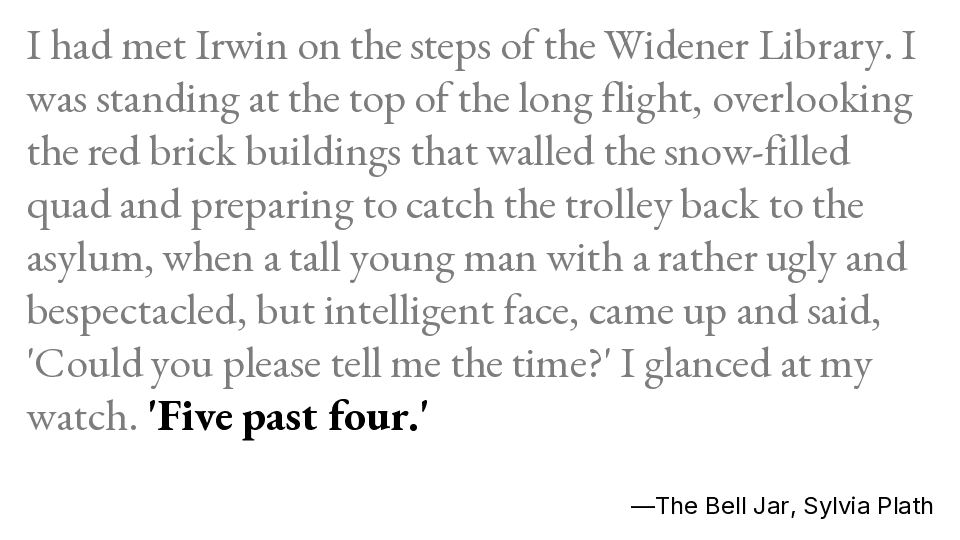 I had met Irwin on the steps of the Widener Library. I
was standing at the top of the long flight, overlooking
the red brick buildings that walled the snow-filled
quad and preparing to catch the trolley back to the
asylum, when a tall young man with a rather ugly and
bespectacled, but intelligent face, came up and said,
'Could you please tell me the time?' I glanced at my
watch. 'Five past four.'
—The Bell Jar, Sylvia Plath